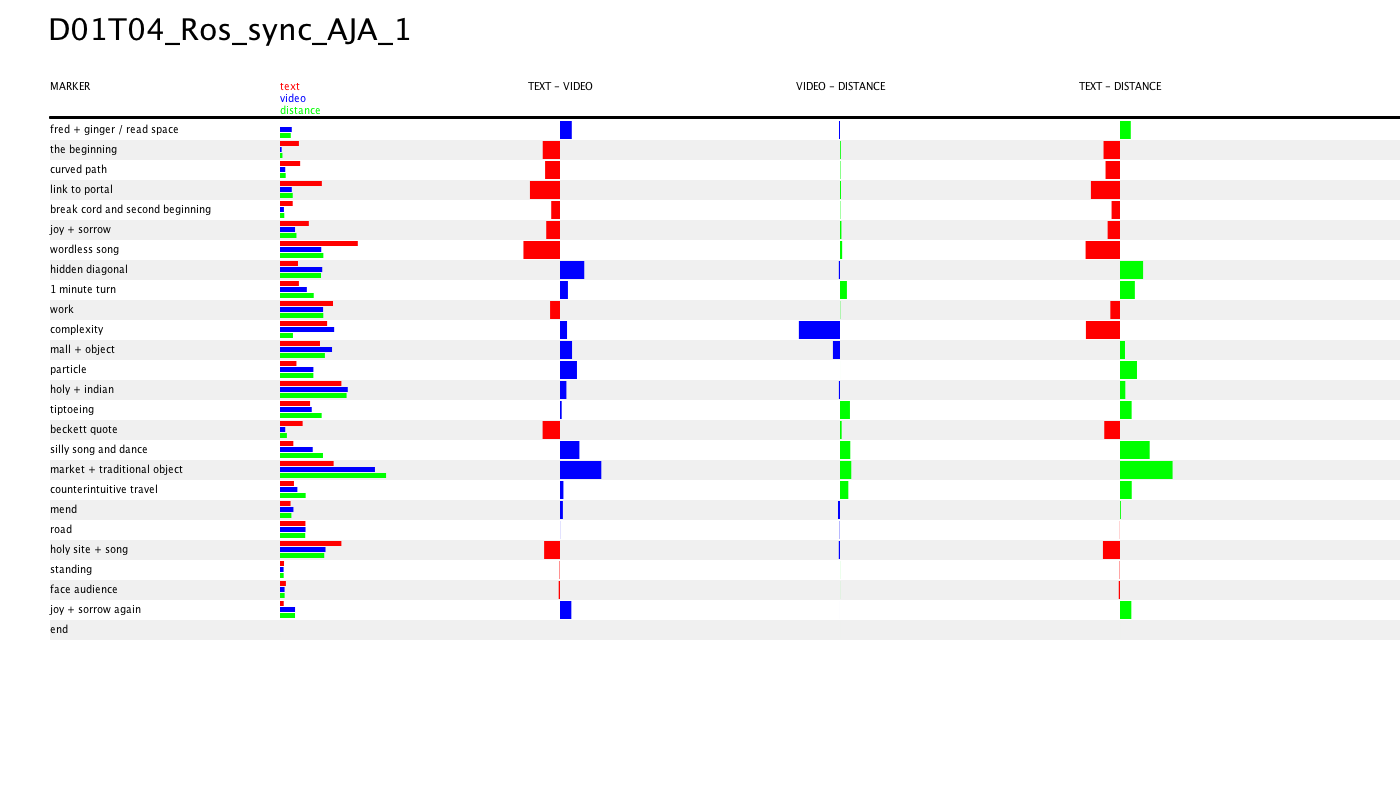 D01T04_Ros_sync_AJA_1
MARKER text TEXT – VIDEO VIDEO – DISTANCE TEXT – DISTANCE
video
distance
fred + ginger / read space
the beginning
curved path
link to portal
break cord and second beginning
joy + sorrow
wordless song
hidden diagonal
1 minute turn
work
complexity
mall + object
particle
holy + indian
tiptoeing
beckett quote
silly song and dance
market + traditional object
counterintuitive travel
mend
road
holy site + song
standing
face audience
joy + sorrow again
end